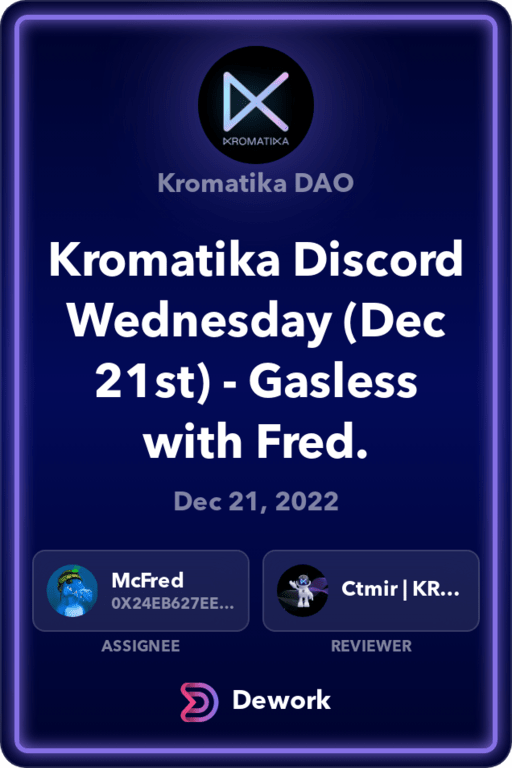 KROMATIKA
Kromatika DAO
Kromatika Discord
Wednesday (Dec
21st) - Gasless
with Fred.
Dec 21, 2022
McFred
0X24EB627EE...
Ctmir | KR...
ASSIGNEE
REVIEWER
Dework